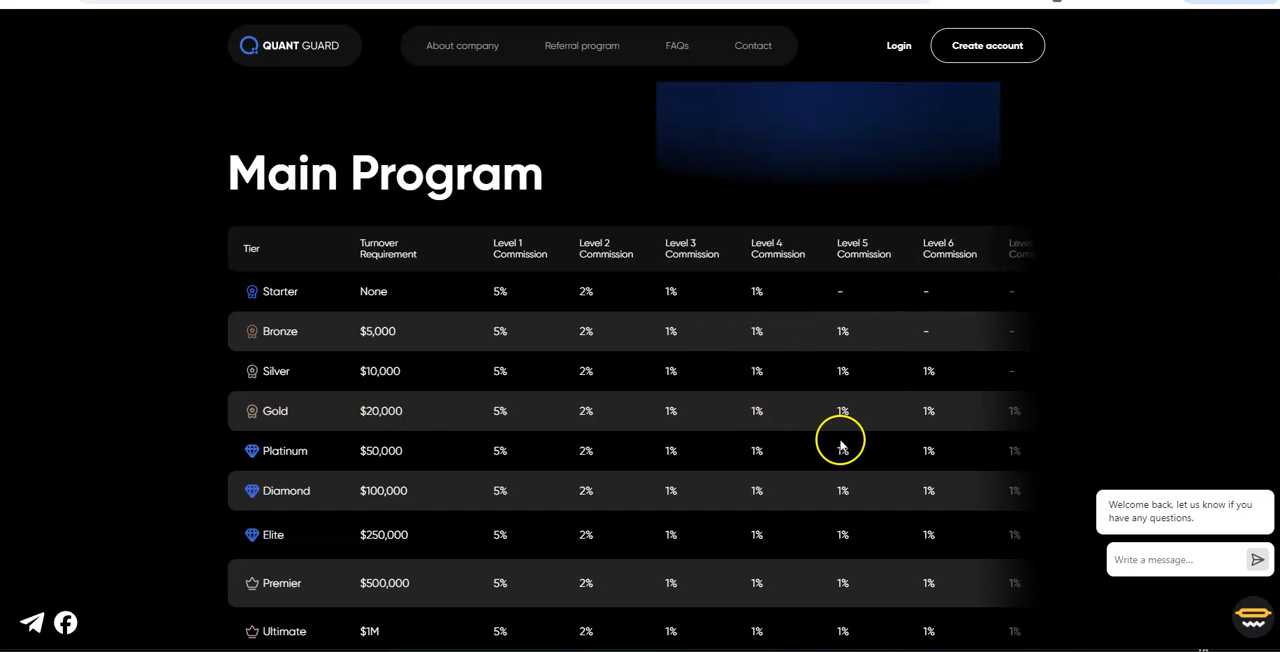 QUANT GUARD
About company Referral program FAQs Contact
Login
Create account
Main Program
Tier Turnover Requirement Level 1 Commission Level 2 Commission Level 3 Commission Level 4 Commission Level 5 Commission Level 6 Commission
Starter None 5% 2% 1% 1% - - -
Bronze $5,000 5% 2% 1% 1% 1% - -
Silver $10,000 5% 2% 1% 1% 1% 1% -
Gold $20,000 5% 2% 1% 1% 1% 1% 1%
Platinum $50,000 5% 2% 1% 1% 1% 1% 1%
Diamond $100,000 5% 2% 1% 1% 1% 1% 1%
Elite $250,000 5% 2% 1% 1% 1% 1% 1%
Premier $500,000 5% 2% 1% 1% 1% 1% 1%
Ultimate $1M 5% 2% 1% 1% 1% 1% 1%
Welcome back, let us know if you
have any questions.
Write a message...